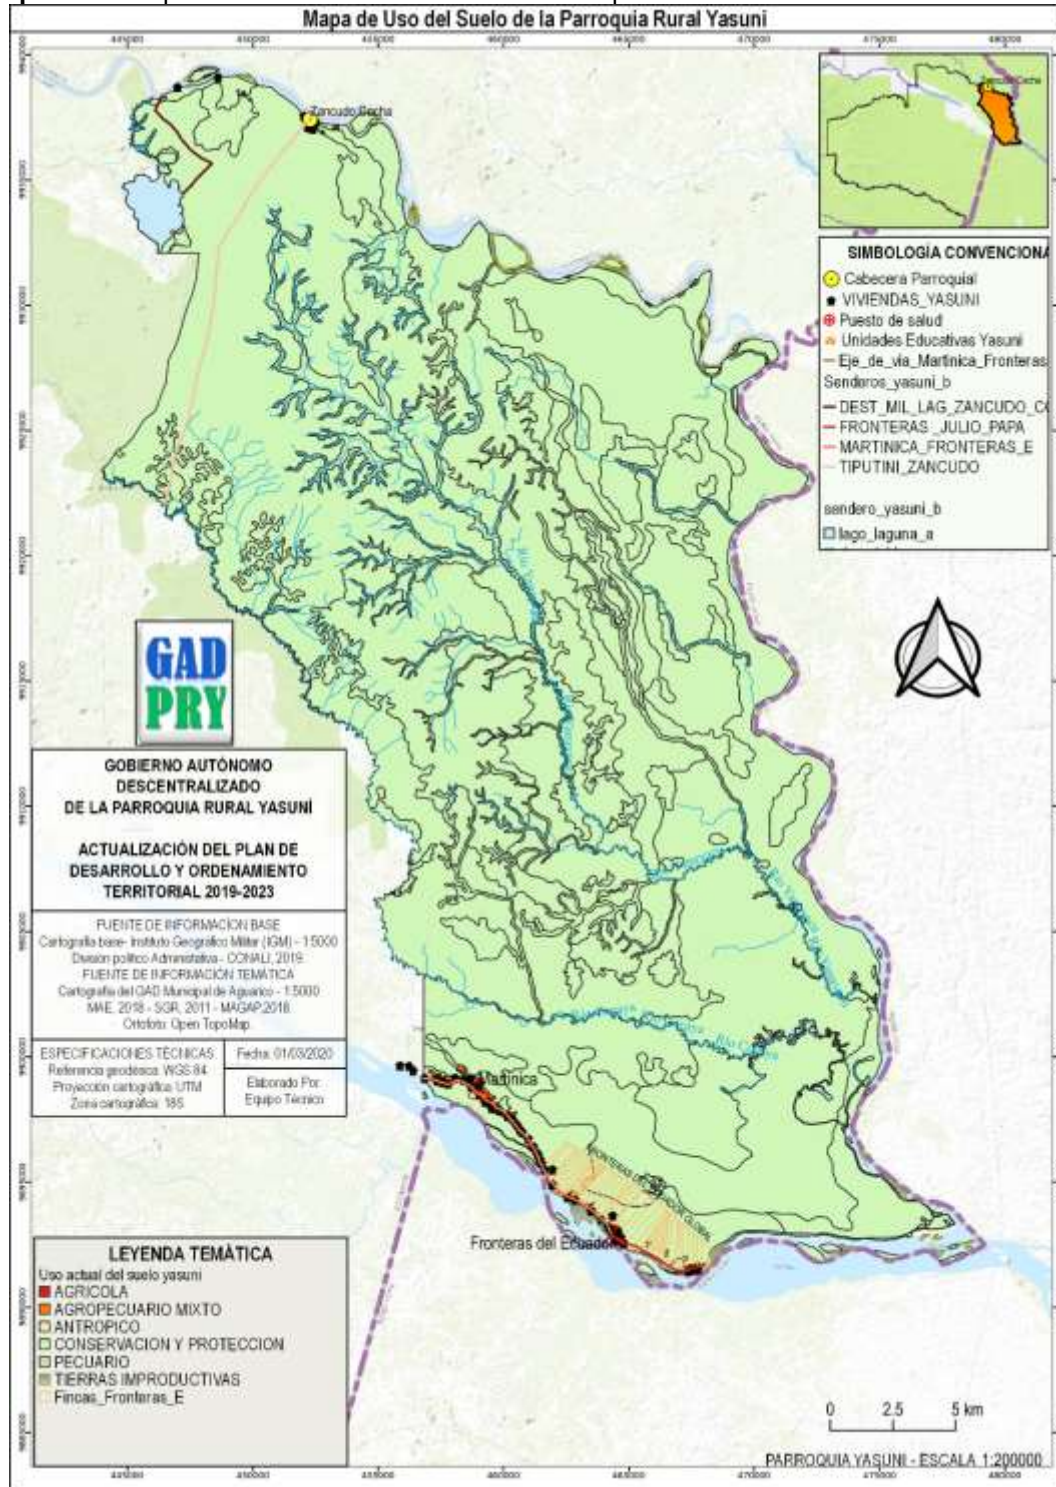 Mapa de Uso del Suelo de la Parroquia Rural Yasuni
Zancudo Cocha
SIMBOLOGÍA CONVENCIONA
Cabecera Parroquial
VIVIENDAS_YASUNI
Puesto de salud
Unidades Educativas Yasuni
Eje_de_via_Martinica_Fronteras
Senderos_yasuni_b
DEST_MIL_LAG_ZANCUDO_CO
FRONTERAS_JULIO_PAPA
MARTINICA_FRONTERAS_E
TIPUTINI_ZANCUDO
sendero_yasuni_b
lago_laguna_a
GAD
PRY
GOBIERNO AUTÓNOMO
DESCENTRALIZADO
DE LA PARROQUIA RURAL YASUNÍ
ACTUALIZACIÓN DEL PLAN DE
DESARROLLO Y ORDENAMIENTO
TERRITORIAL 2019-2023
FUENTE DE INFORMACÍON BASE
Cartografía base- Instituto Geográfico Militar (IGM) - 1:5000
División político Administrativa - CONALI, 2019
FUENTE DE INFORMACIÓN TEMÁTICA
Cartografía del GAD Municipal de Aguarico - 1:5000
MAE, 2018 - SGR, 2011 - MAGAP,2018
Ortofoto: Open TopoMap
ESPECIFICACIONES TÉCNICAS
Referencia geodésica: WGS 84
Proyección cartográfica: UTM
Zona cartográfica: 18S
Fecha: 01/03/2020
Elaborado Por:
Equipo Técnico
Martinica
Fronteras del Ecuador
LEYENDA TEMÁTICA
Uso actual del suelo yasuni
AGRICOLA
AGROPECUARIO MIXTO
ANTROPICO
CONSERVACION Y PROTECCION
PECUARIO
TIERRAS IMPRODUCTIVAS
Fincas_Fronteras_E
0 2.5 5 km
PARROQUIA YASUNI - ESCALA 1:200000